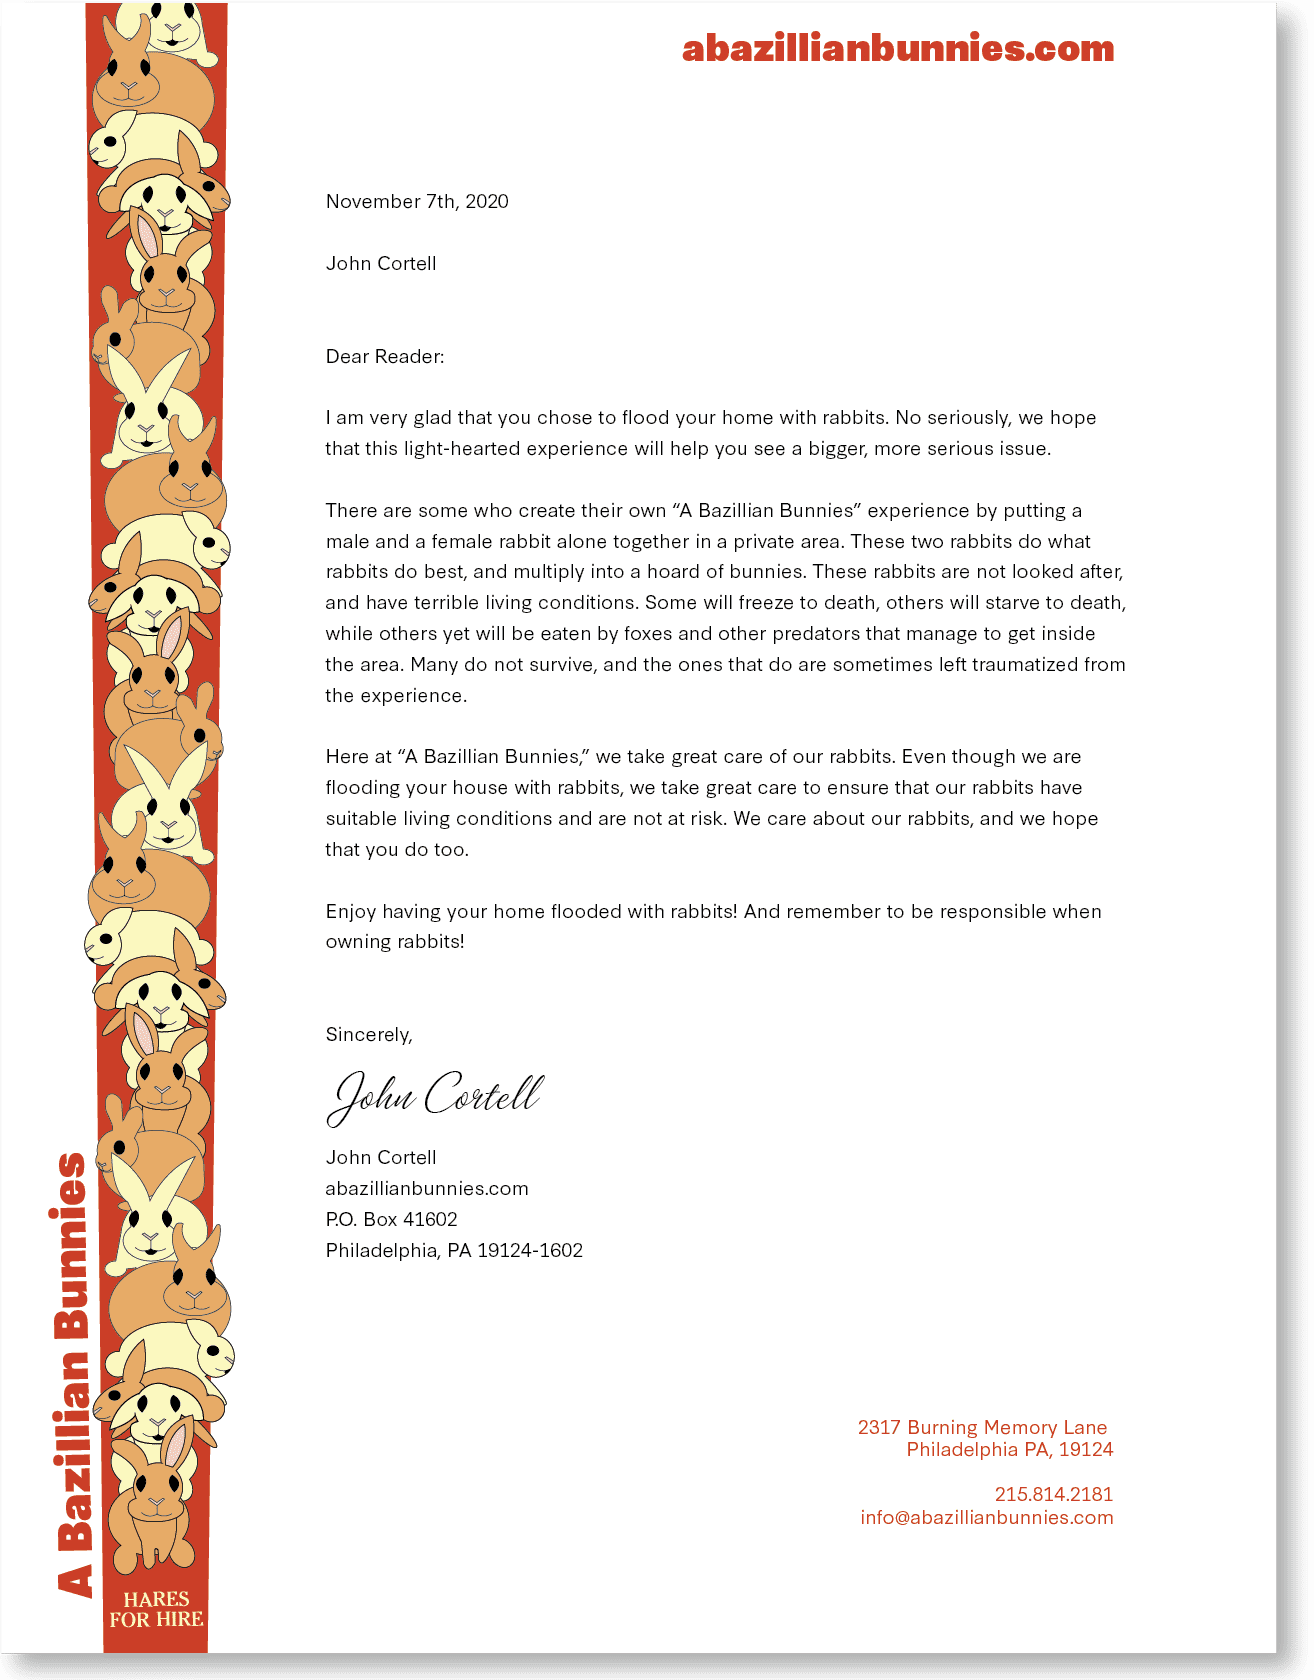 abazillianbunnies.com
November 7th, 2020
John Cortell
Dear Reader:
I am very glad that you chose to flood your home with rabbits. No seriously, we hope
that this light-hearted experience will help you see a bigger, more serious issue.
There are some who create their own “A Bazillian Bunnies” experience by putting a
male and a female rabbit alone together in a private area. These two rabbits do what
rabbits do best, and multiply into a hoard of bunnies. These rabbits are not looked after,
and have terrible living conditions. Some will freeze to death, others will starve to death,
while others yet will be eaten by foxes and other predators that manage to get inside
the area. Many do not survive, and the ones that do are sometimes left traumatized from
the experience.
Here at “A Bazillian Bunnies,” we take great care of our rabbits. Even though we are
flooding your house with rabbits, we take great care to ensure that our rabbits have
suitable living conditions and are not at risk. We care about our rabbits, and we hope
that you do too.
Enjoy having your home flooded with rabbits! And remember to be responsible when
owning rabbits!
Sincerely,
John Cortell
John Cortell
abazillianbunnies.com
P.O. Box 41602
Philadelphia, PA 19124-1602
2317 Burning Memory Lane
Philadelphia PA, 19124
215.814.2181
info@abazillianbunnies.com
A Bazillian Bunnies
HARES
FOR HIRE